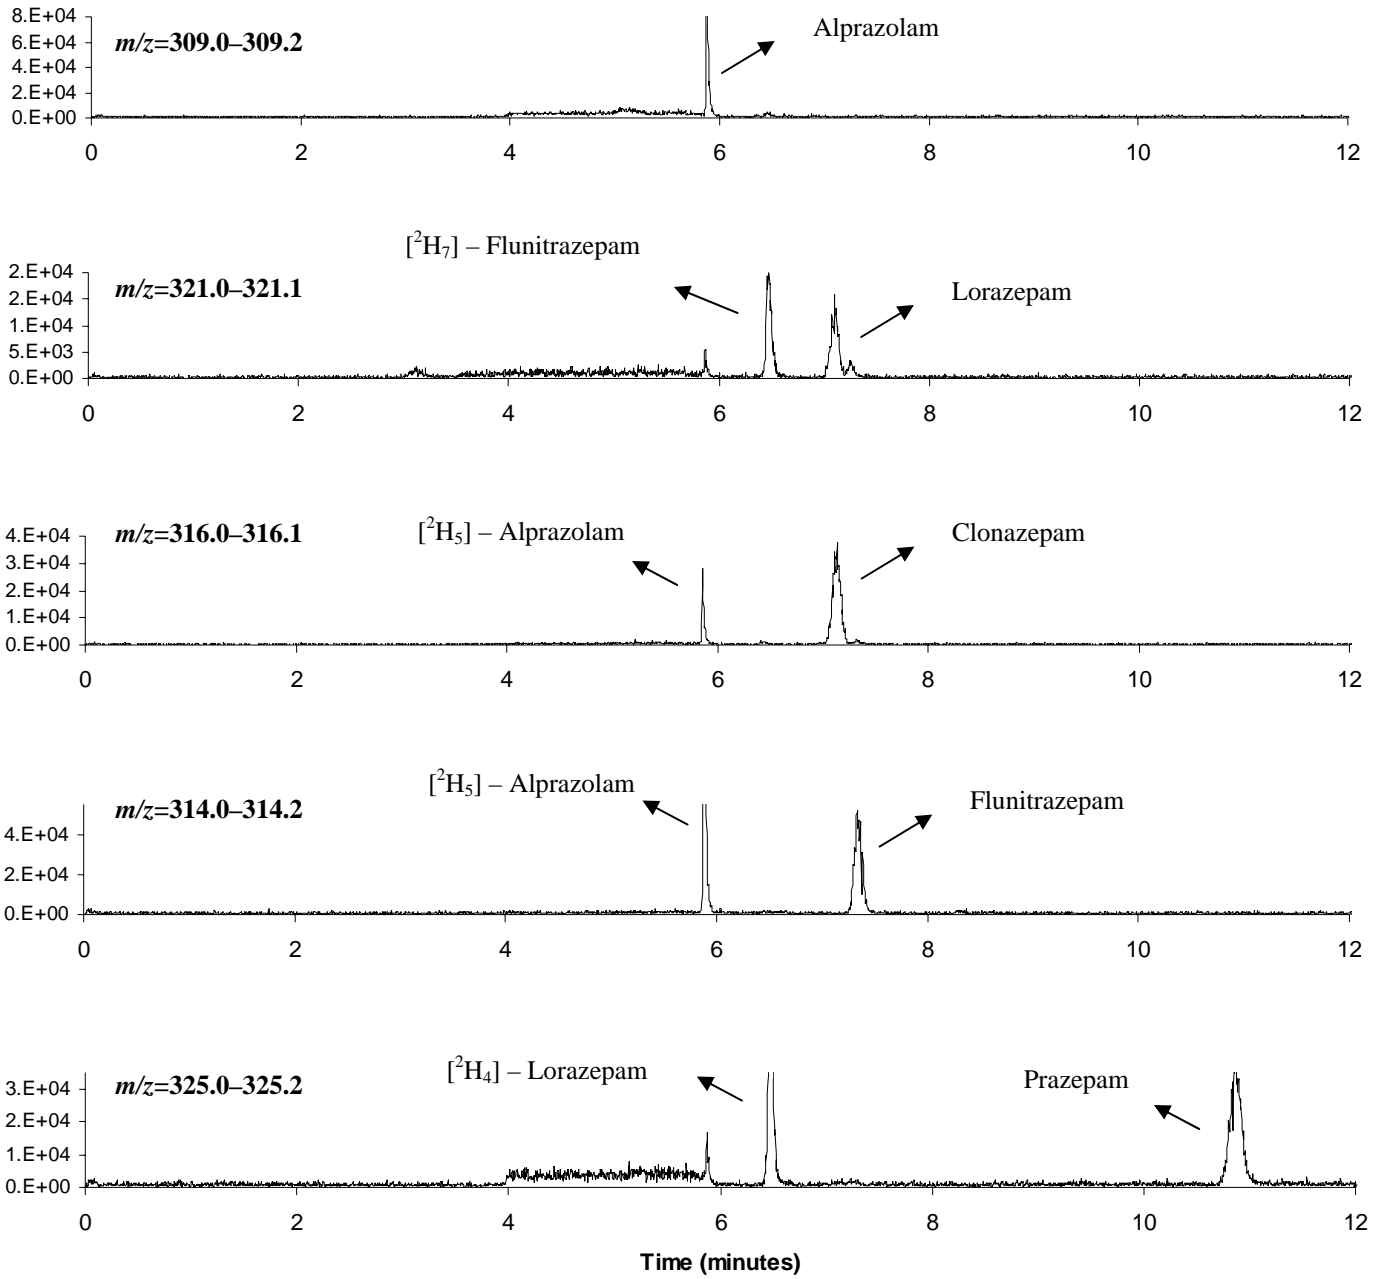 8.E+04
6.E+04
4.E+04
2.E+04
0.E+00
m/z=309.0–309.2
Alprazolam
0 2 4 6 8 10 12
[²H₇] – Flunitrazepam
2.E+04
2.E+04
1.E+04
5.E+03
0.E+00
m/z=321.0–321.1
Lorazepam
0 2 4 6 8 10 12
4.E+04
3.E+04
2.E+04
1.E+04
0.E+00
m/z=316.0–316.1
[²H₅] – Alprazolam
Clonazepam
0 2 4 6 8 10 12
[²H₅] – Alprazolam
4.E+04
2.E+04
0.E+00
m/z=314.0–314.2
Flunitrazepam
0 2 4 6 8 10 12
[²H₄] – Lorazepam
3.E+04
2.E+04
1.E+04
0.E+00
m/z=325.0–325.2
Prazepam
0 2 4 6 8 10 12
Time (minutes)